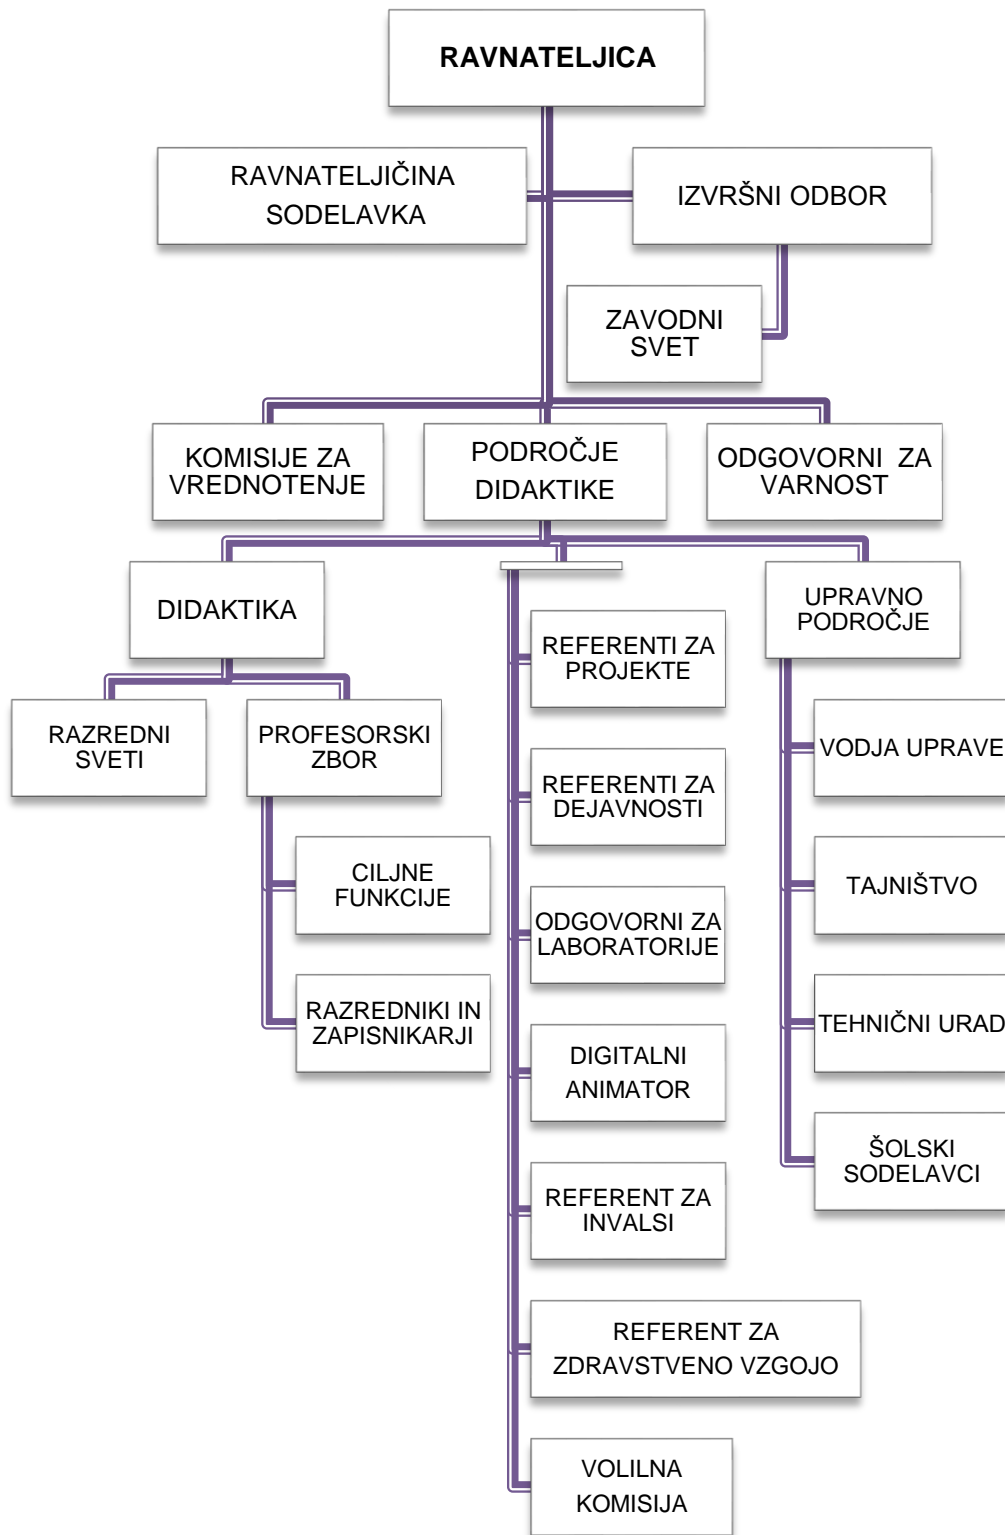 RAVNATELJICA
RAVNATELJIČINA
SODELAVKA
IZVRŠNI ODBOR
ZAVODNI
SVET
KOMISIJE ZA
VREDNOTENJE
PODROČJE
DIDAKTIKE
ODGOVORNI ZA
VARNOST
DIDAKTIKA
UPRAVNO
PODROČJE
RAZREDNI
SVETI
PROFESORSKI
ZBOR
CILJNE
FUNKCIJE
RAZREDNIKI IN
ZAPISNIKARJI
REFERENTI ZA
PROJEKTE
REFERENTI ZA
DEJAVNOSTI
ODGOVORNI ZA
LABORATORIJE
DIGITALNI
ANIMATOR
REFERENT ZA
INVALSI
REFERENT ZA
ZDRAVSTVENO VZGOJO
VOLILNA
KOMISIJA
VODJA UPRAVE
TAJNIŠTVO
TEHNIČNI URAD
ŠOLSKI
SODELAVCI